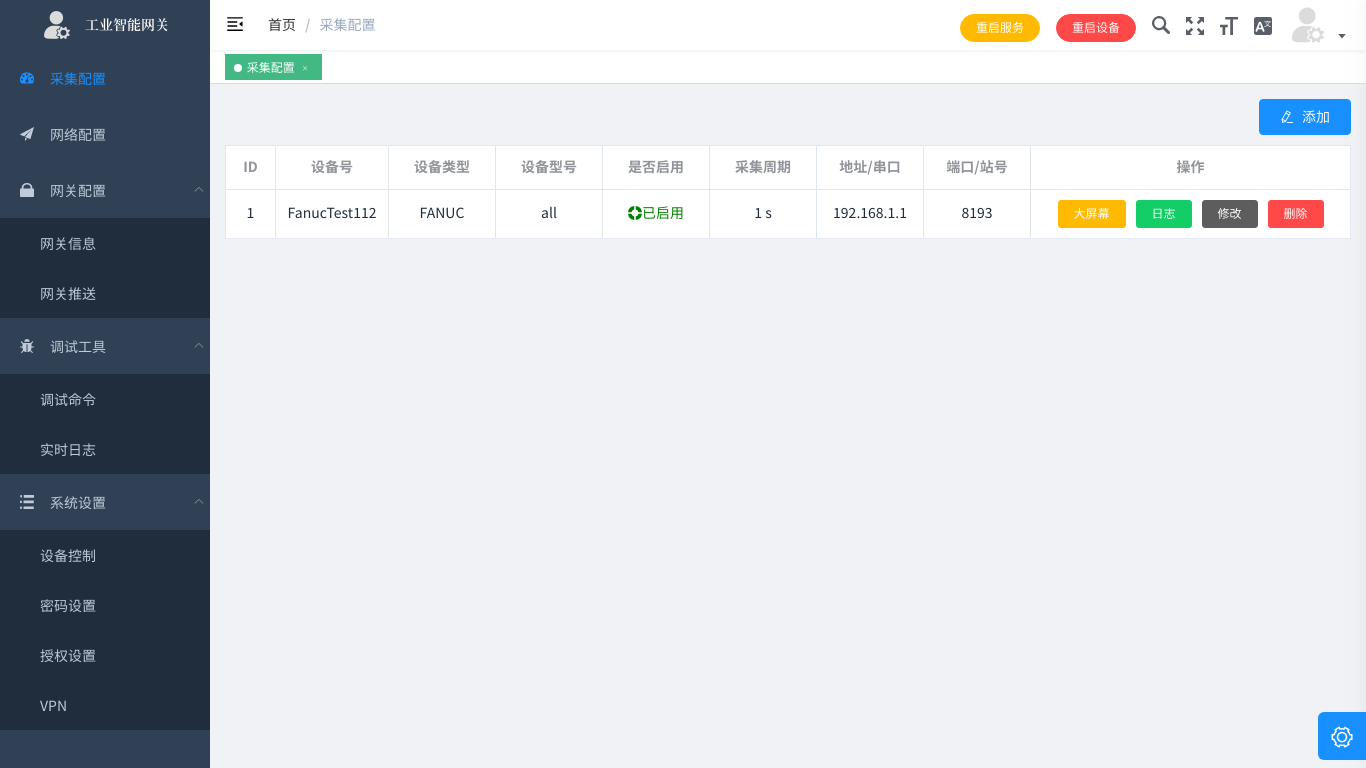 工业智能网关
采集配置
网络配置
网关配置
网关信息
网关推送
调试工具
调试命令
实时日志
系统设置
设备控制
密码设置
授权设置
VPN
首页 / 采集配置
重启服务 重启设备
采集配置 ×
添加
ID 设备号 设备类型 设备型号 是否启用 采集周期 地址/串口 端口/站号 操作
1 FanucTest112 FANUC all 已启用 1 s 192.168.1.1 8193 大屏幕 日志 修改 删除